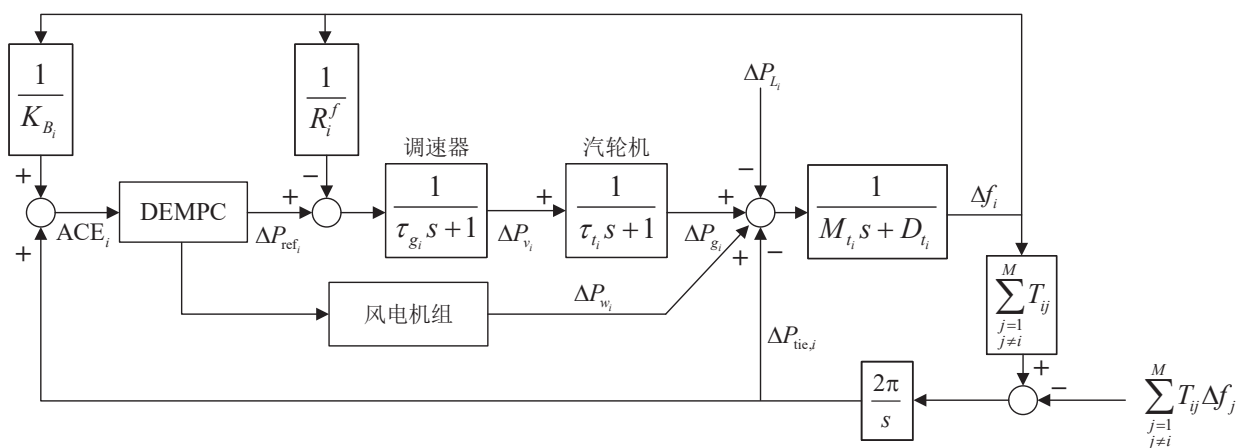 1
K_{B_i}
1
R_i^f
ΔP_{L_i}
调速器
汽轮机
+
−
+
ACE_i
DEMPC
+
ΔP_{ref_i}
1
τ_{g_i} s + 1
ΔP_{v_i}
+
1
τ_{t_i} s + 1
ΔP_{g_i}
+
−
+
−
1
M_{t_i} s + D_{t_i}
Δf_i
风电机组
ΔP_{w_i}
ΔP_{tie,i}
M
∑ T_{ij}
j=1
j≠i
+
−
2π
s
M
∑ T_{ij} Δf_j
j=1
j≠i